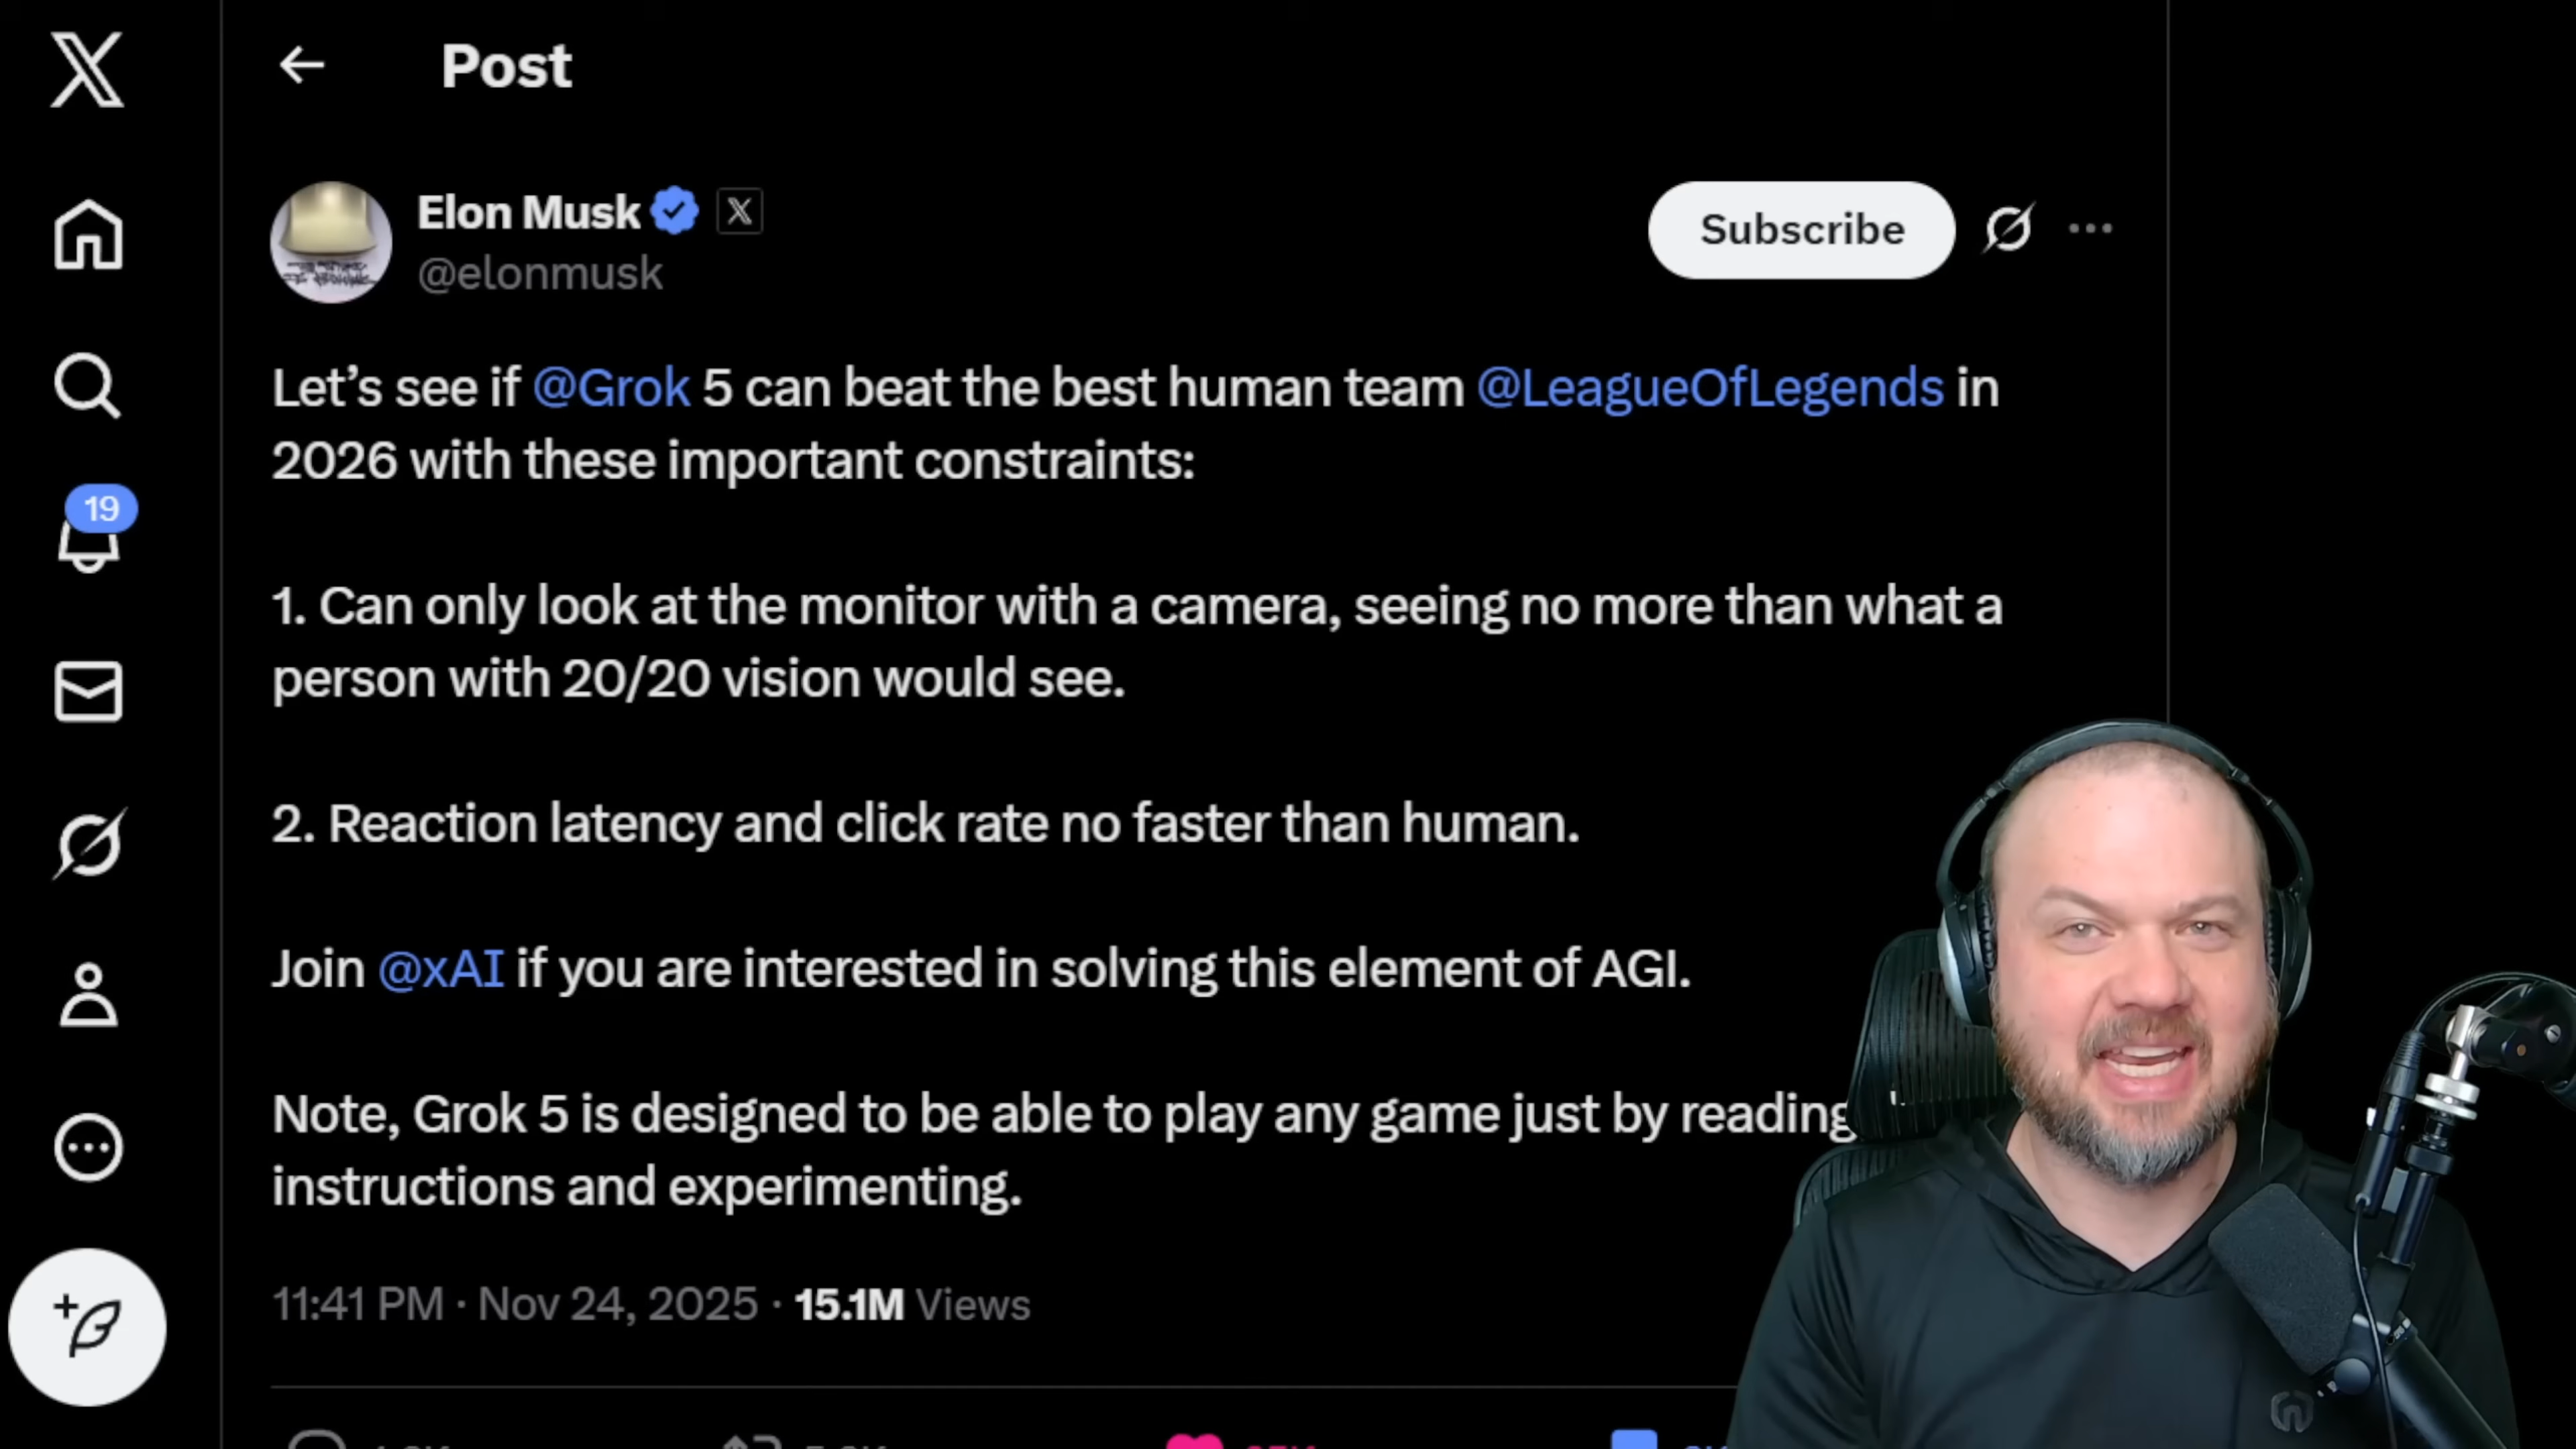 Post
19
Elon Musk
@elonmusk
Subscribe
Let's see if @Grok 5 can beat the best human team @LeagueOfLegends in
2026 with these important constraints:
1. Can only look at the monitor with a camera, seeing no more than what a
person with 20/20 vision would see.
2. Reaction latency and click rate no faster than human.
Join @xAI if you are interested in solving this element of AGI.
Note, Grok 5 is designed to be able to play any game just by reading
instructions and experimenting.
11:41 PM · Nov 24, 2025 · 15.1M Views